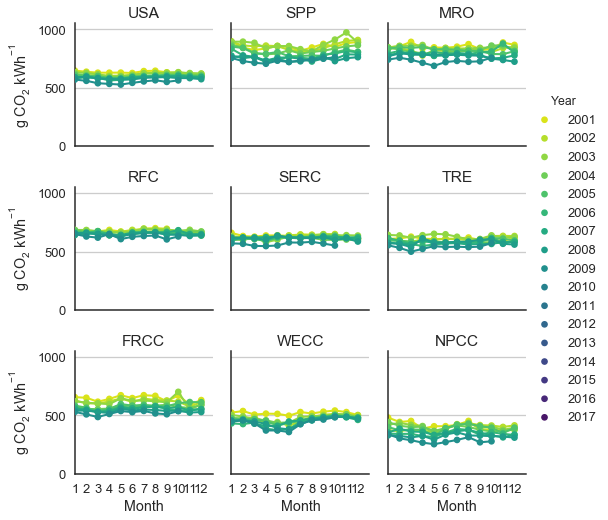 USA SPP MRO
1000
500
0
g CO₂ kWh⁻¹
RFC SERC TRE
1000
500
0
g CO₂ kWh⁻¹
FRCC WECC NPCC
1000
500
0
g CO₂ kWh⁻¹
1 2 3 4 5 6 7 8 9 10 11 12 1 2 3 4 5 6 7 8 9 10 11 12 1 2 3 4 5 6 7 8 9 10 11 12
Month Month Month
Year
2001
2002
2003
2004
2005
2006
2007
2008
2009
2010
2011
2012
2013
2014
2015
2016
2017